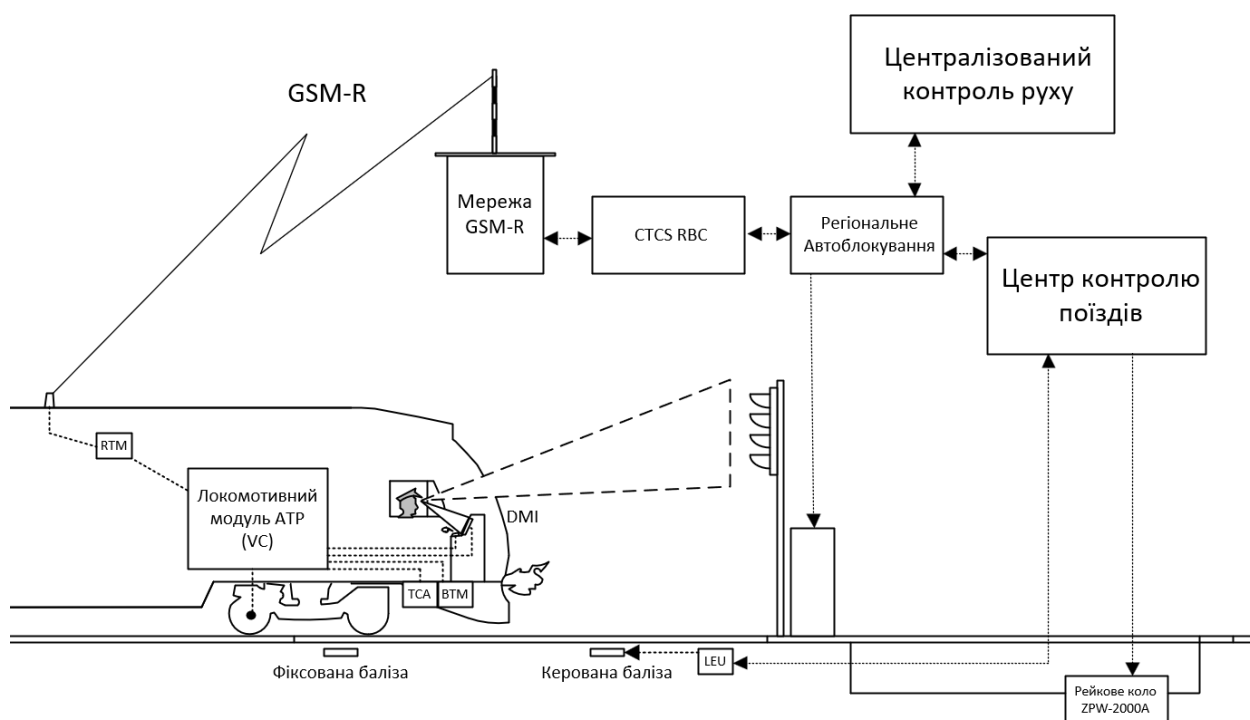 Централізований
контроль руху
GSM-R
Мережа
GSM-R
CTCS RBC
Регіональне
Автоблокування
Центр контролю
поїздів
RTM
Локомотивний
модуль ATP
(VC)
DMI
TCA
BTM
Фіксована баліза
Керована баліза
LEU
Рейкове коло
ZPW-2000A